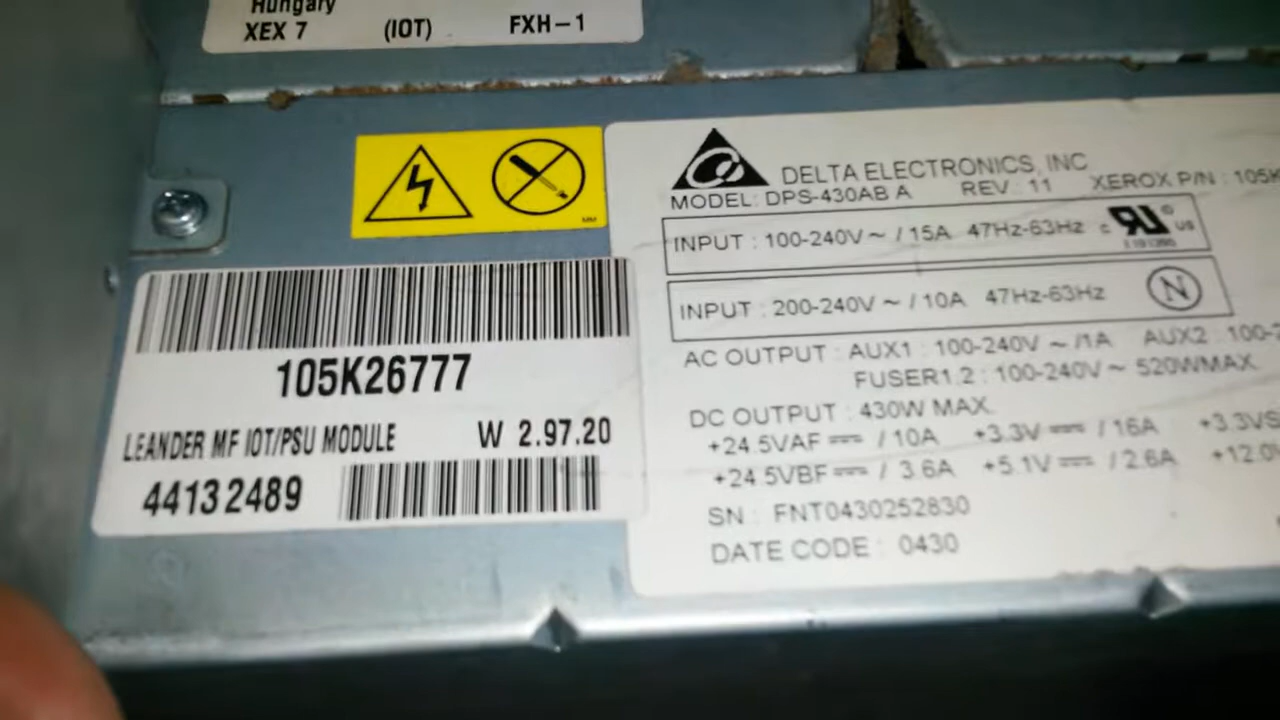 Hungary
XEX 7 (IOT) FXH-1
DELTA ELECTRONICS, INC
MODEL: DPS-430AB A REV: 11 XEROX P/N : 105K
INPUT : 100-240V ~ / 15A 47Hz-63Hz c RU US
INPUT : 200-240V ~ / 10A 47Hz-63Hz N
AC OUTPUT : AUX1 : 100-240V ~ /1A AUX2 : 100-2
FUSER1,2 : 100-240V ~ 520WMAX.
DC OUTPUT : 430W MAX.
+24.5VAF ⎓ / 10A +3.3V ⎓ / 16A +3.3VS
+24.5VBF ⎓ / 3.6A +5.1V ⎓ / 2.6A +12.0V
SN : FNT0430252830
DATE CODE : 0430
105K26777
LEANDER MF IOT/PSU MODULE W 2.97.20
44132489